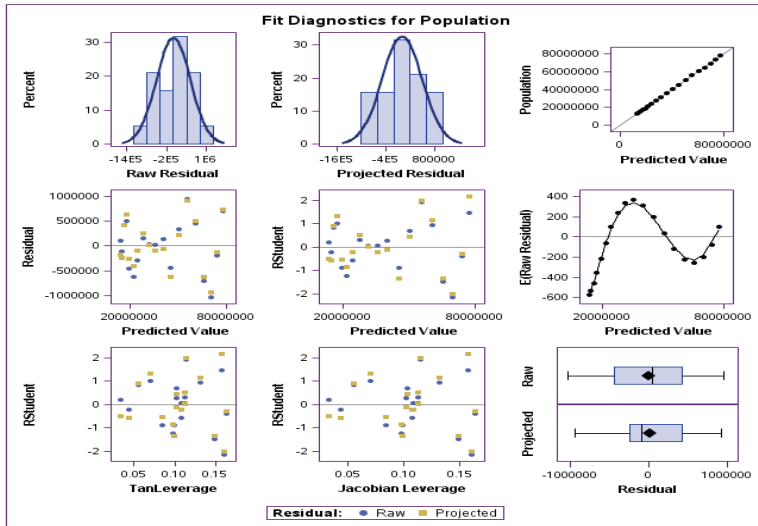 Fit Diagnostics for Population
Percent
30
20
10
0
-14E5 -2E5 1E6
Raw Residual
Percent
30
20
10
0
-16E5 -4E5 800000
Projected Residual
Population
80000000
60000000
40000000
20000000
0
0 80000000
Predicted Value
Residual
1000000
500000
0
-500000
-1000000
20000000 80000000
Predicted Value
RStudent
2
1
0
-1
-2
20000000 80000000
Predicted Value
E(Raw Residual)
400
200
0
-200
-400
-600
0 80000000
Predicted Value
RStudent
2
1
0
-1
-2
0.05 0.10 0.15
TanLeverage
RStudent
2
1
0
-1
-2
0.05 0.10 0.15
Jacobian Leverage
Raw
Projected
-1000000 0 1000000
Residual
Residual: Raw Projected